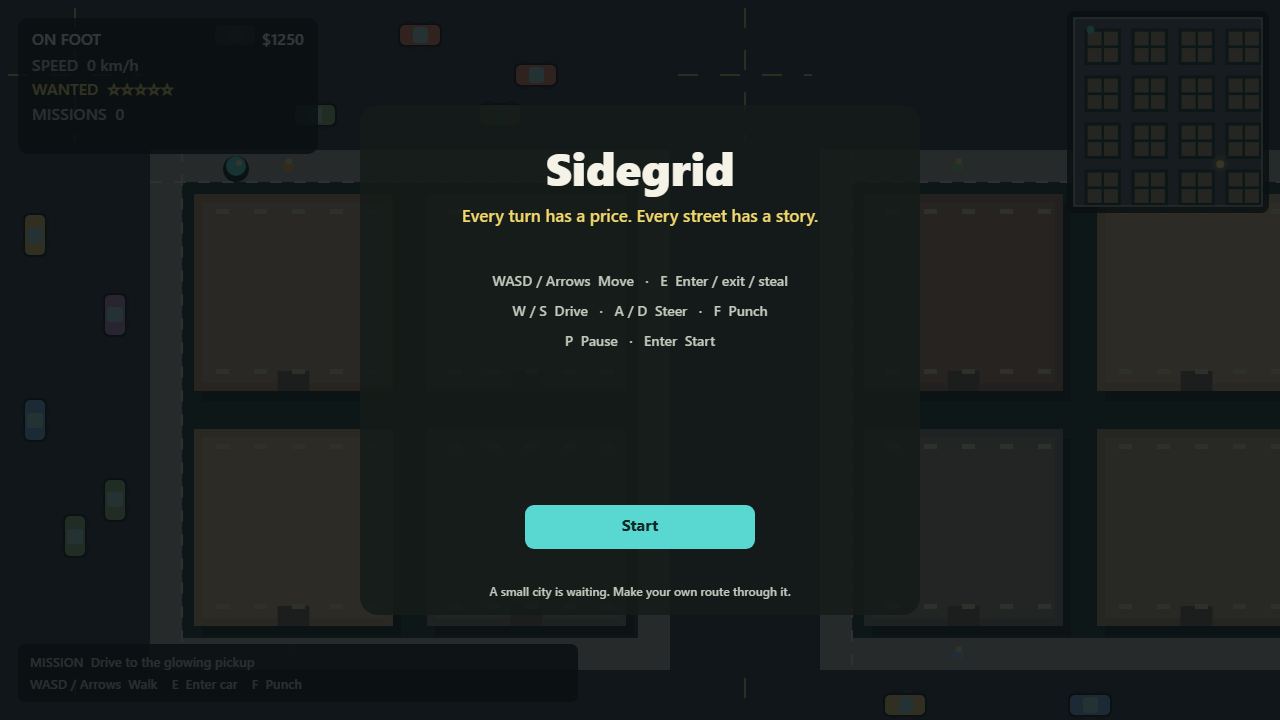 ON FOOT $1250
SPEED 0 km/h
WANTED ☆☆☆☆☆
MISSIONS 0
Sidegrid
Every turn has a price. Every street has a story.
WASD / Arrows Move · E Enter / exit / steal
W / S Drive · A / D Steer · F Punch
P Pause · Enter Start
Start
A small city is waiting. Make your own route through it.
MISSION Drive to the glowing pickup
WASD / Arrows Walk E Enter car F Punch